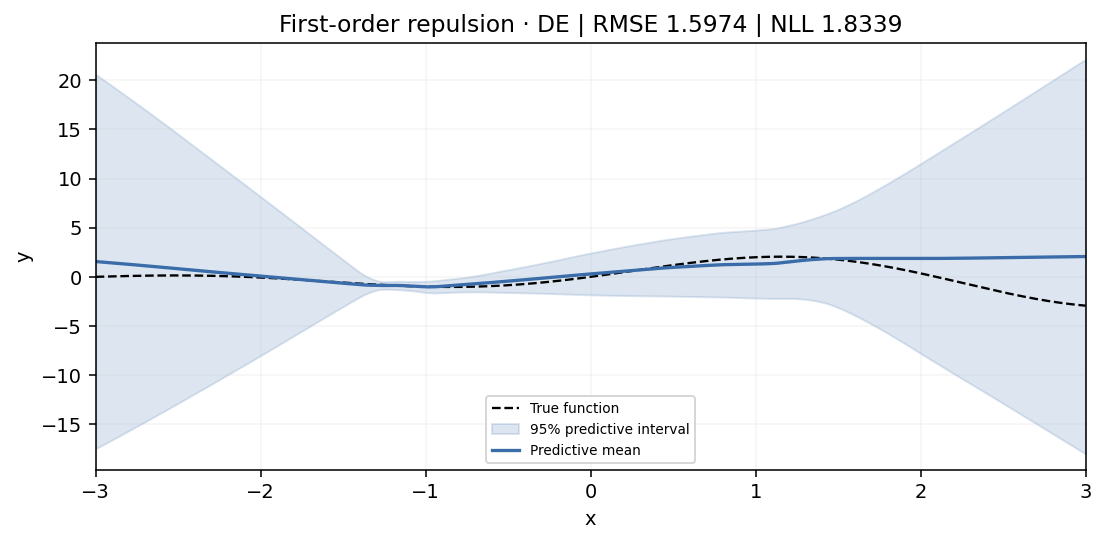 First-order repulsion · DE | RMSE 1.5974 | NLL 1.8339
20
15
10
5
0
−5
−10
−15
y
True function
95% predictive interval
Predictive mean
−3 −2 −1 0 1 2 3
x